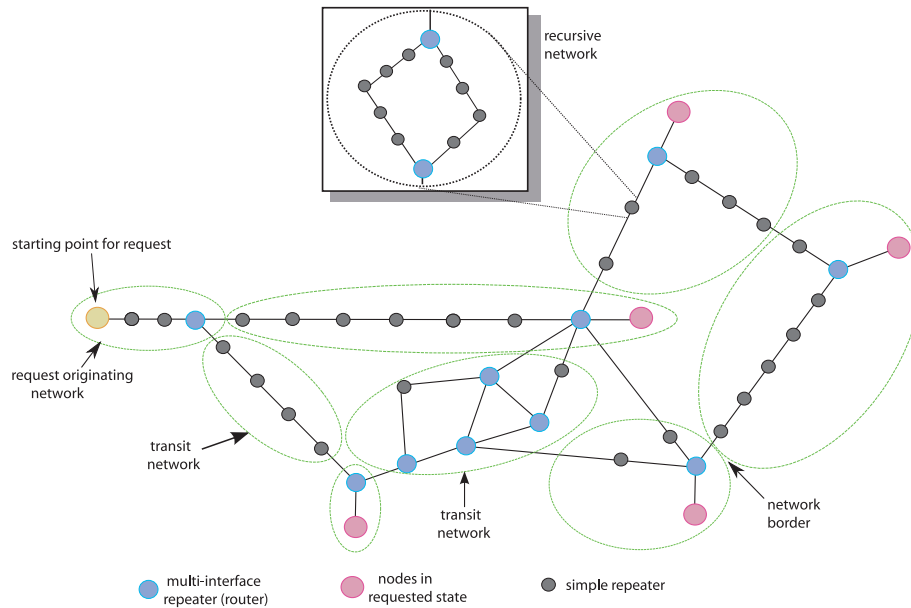 recursive
network
starting point for request
request originating
network
transit
network
transit
network
network
border
multi-interface
repeater (router)
nodes in
requested state
simple repeater